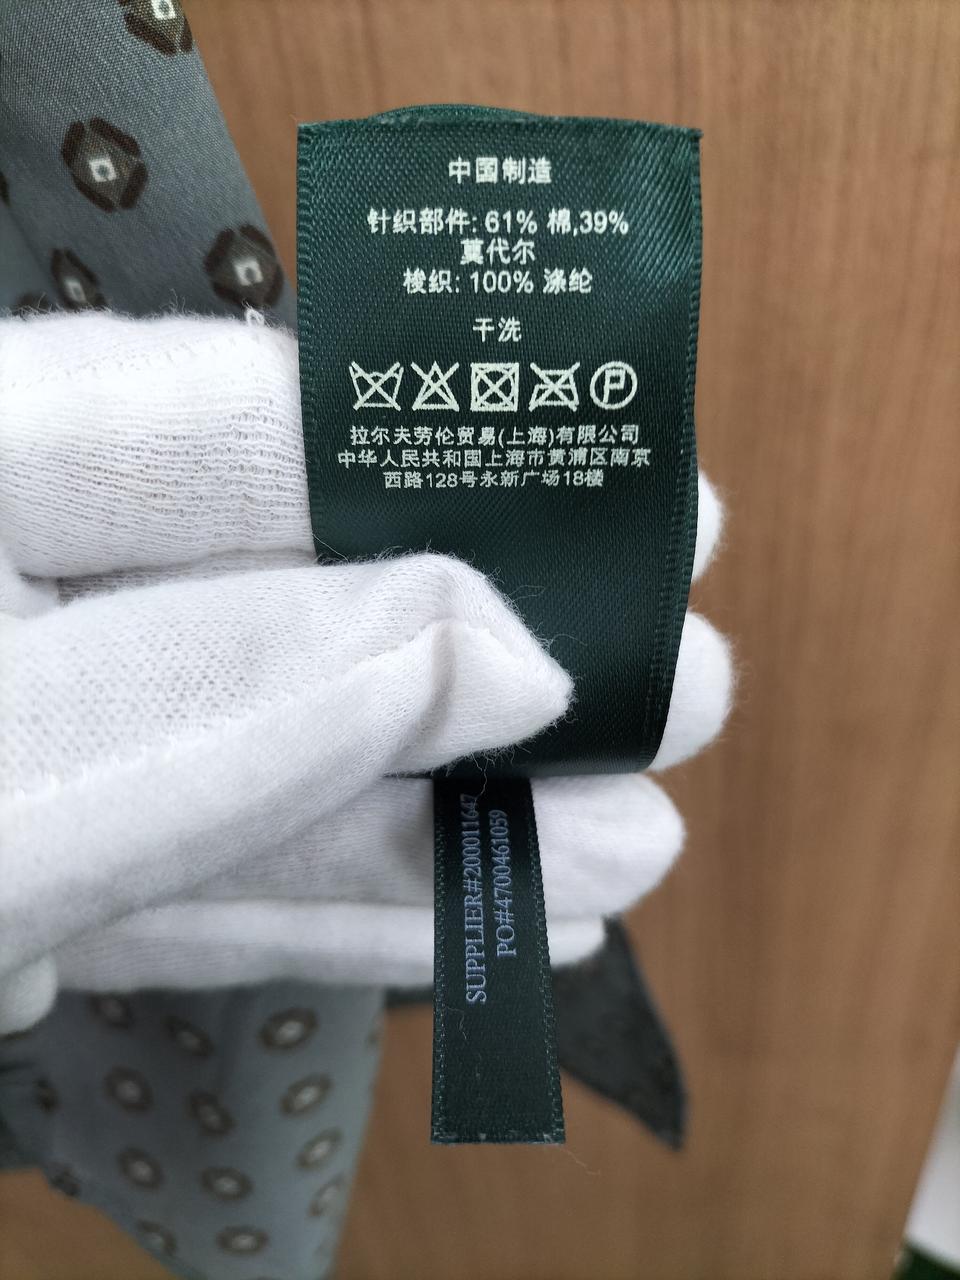 中国制造
针织部件: 61% 棉,39%
莫代尔
梭织: 100% 涤纶
干洗
P
拉尔夫劳伦贸易(上海)有限公司
中华人民共和国上海市黄浦区南京
西路128号永新广场18楼
SUPPLIER#200011647
PO#4700461059